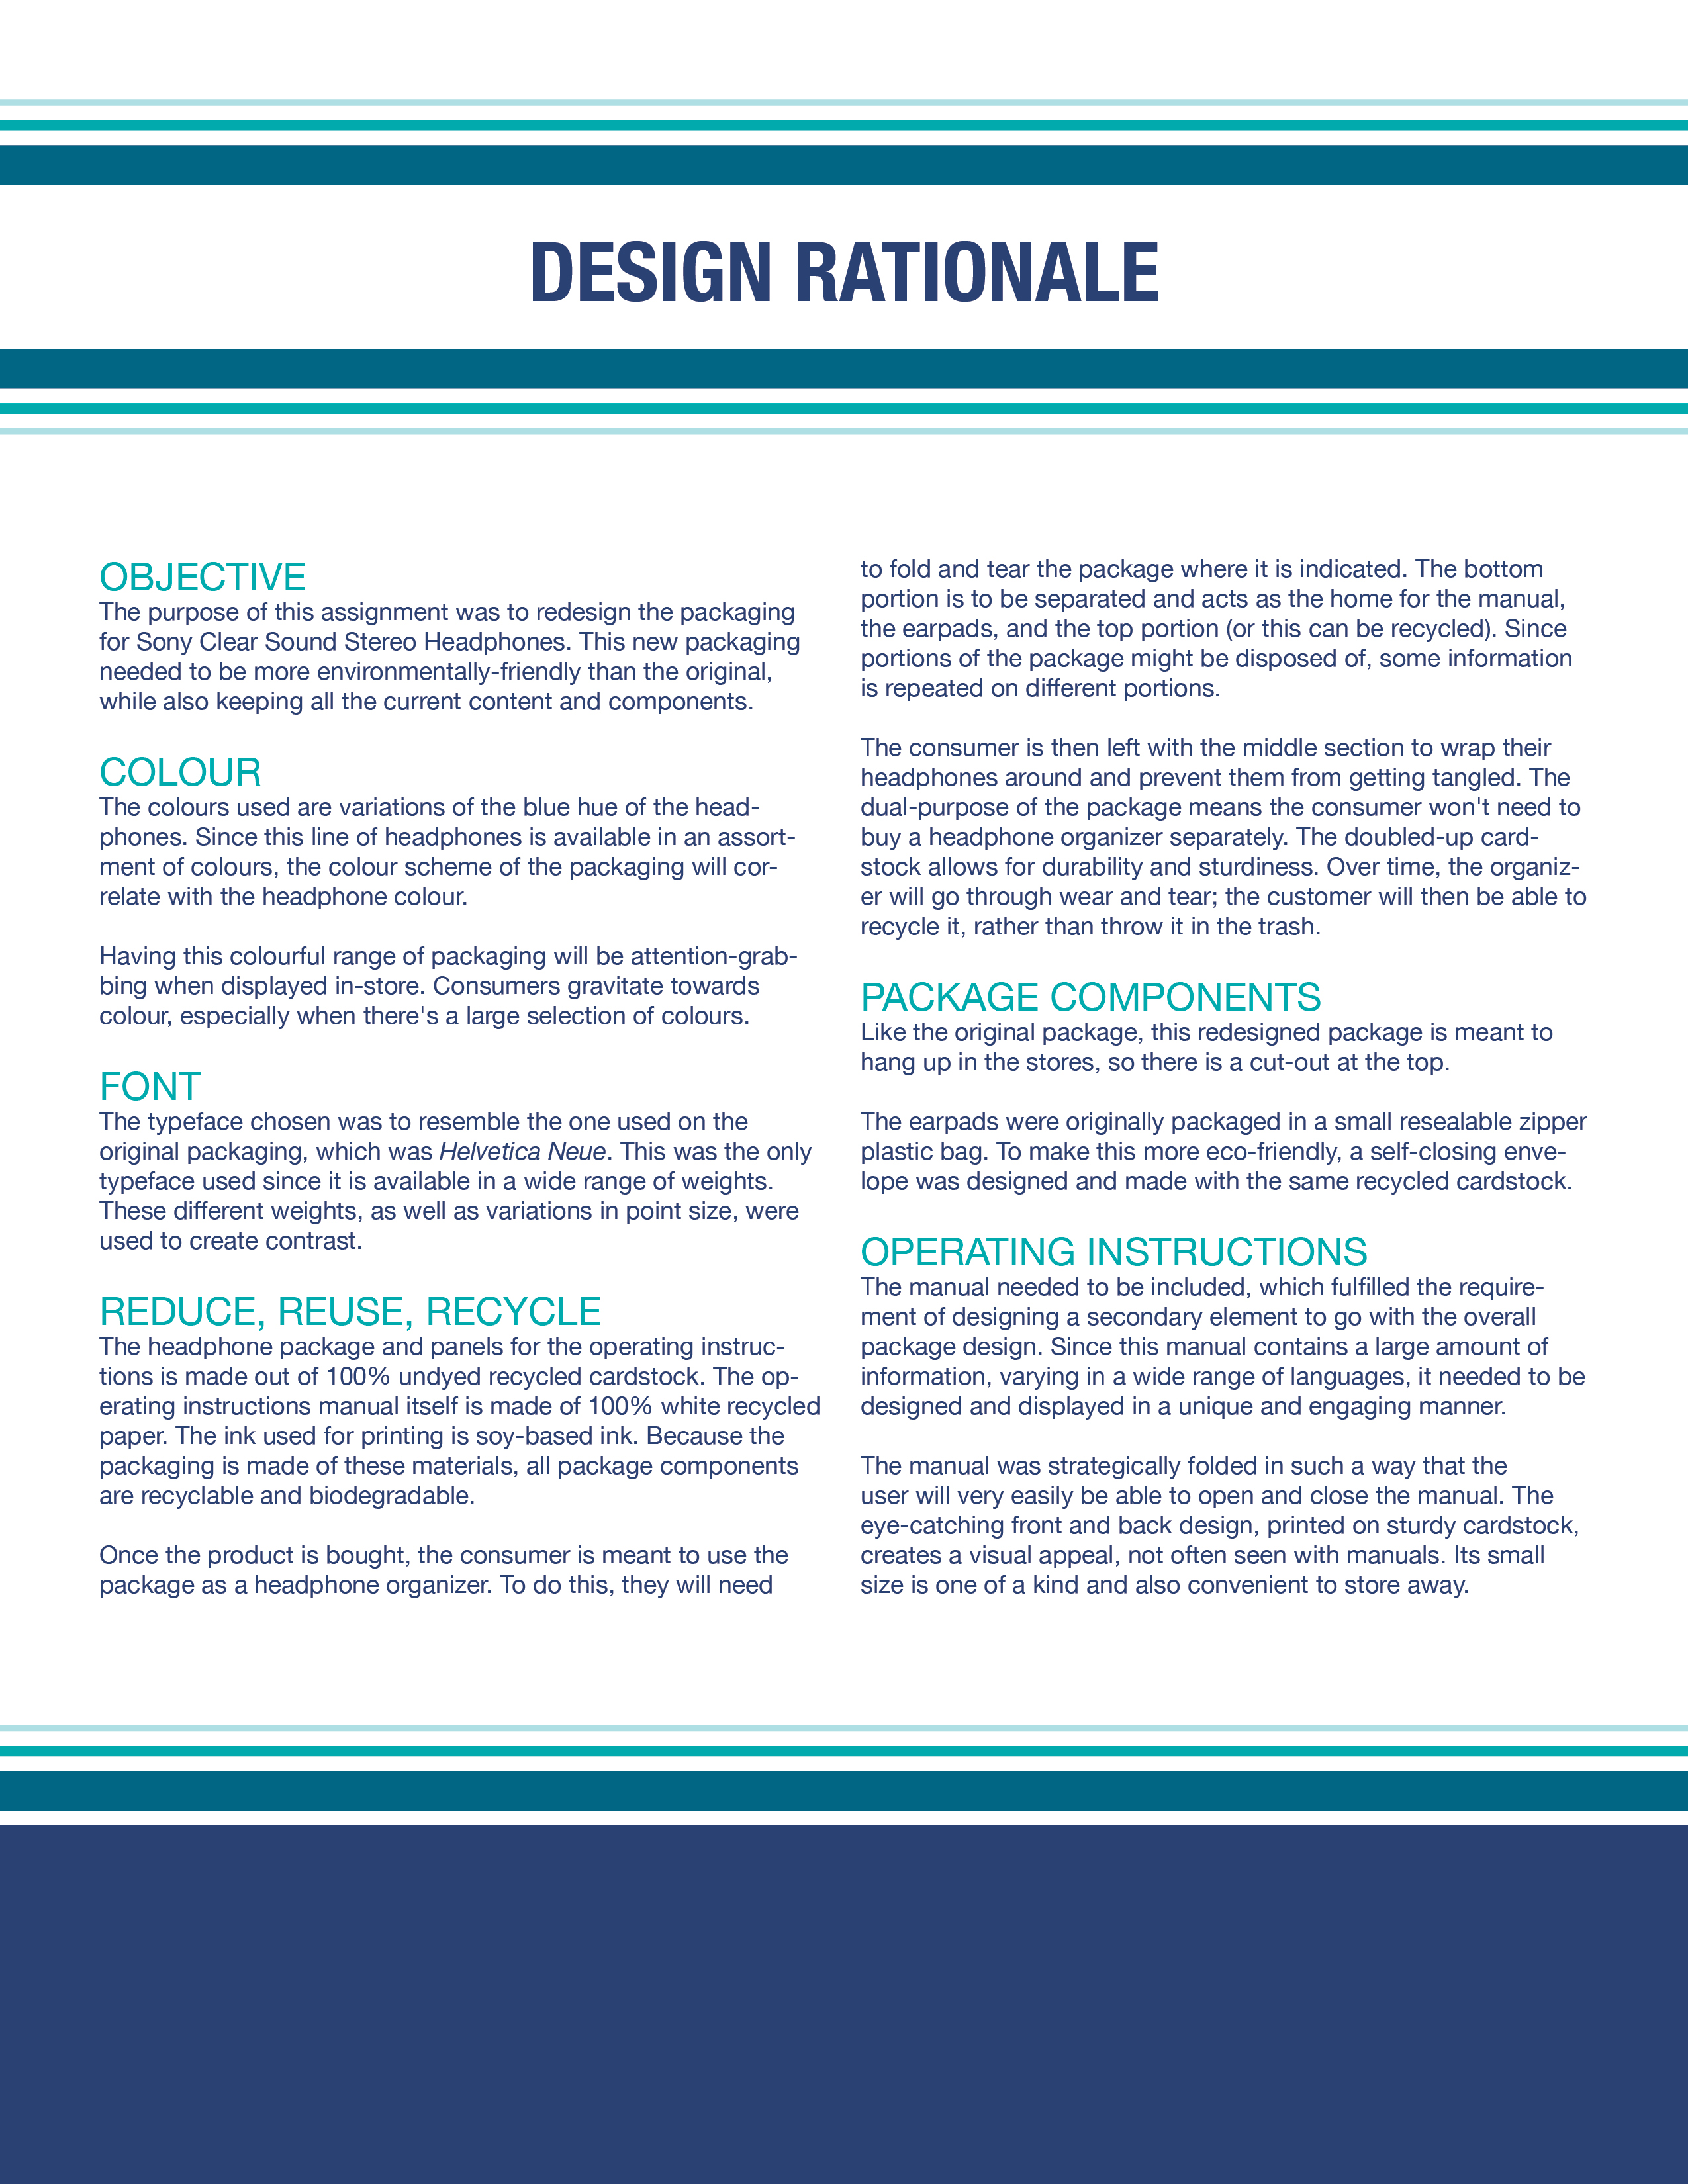 DESIGN RATIONALE
OBJECTIVE
The purpose of this assignment was to redesign the packaging
for Sony Clear Sound Stereo Headphones. This new packaging
needed to be more environmentally-friendly than the original,
while also keeping all the current content and components.
COLOUR
The colours used are variations of the blue hue of the head-
phones. Since this line of headphones is available in an assort-
ment of colours, the colour scheme of the packaging will cor-
relate with the headphone colour.
Having this colourful range of packaging will be attention-grab-
bing when displayed in-store. Consumers gravitate towards
colour, especially when there's a large selection of colours.
FONT
The typeface chosen was to resemble the one used on the
original packaging, which was Helvetica Neue. This was the only
typeface used since it is available in a wide range of weights.
These different weights, as well as variations in point size, were
used to create contrast.
REDUCE, REUSE, RECYCLE
The headphone package and panels for the operating instruc-
tions is made out of 100% undyed recycled cardstock. The op-
erating instructions manual itself is made of 100% white recycled
paper. The ink used for printing is soy-based ink. Because the
packaging is made of these materials, all package components
are recyclable and biodegradable.
Once the product is bought, the consumer is meant to use the
package as a headphone organizer. To do this, they will need
to fold and tear the package where it is indicated. The bottom
portion is to be separated and acts as the home for the manual,
the earpads, and the top portion (or this can be recycled). Since
portions of the package might be disposed of, some information
is repeated on different portions.
The consumer is then left with the middle section to wrap their
headphones around and prevent them from getting tangled. The
dual-purpose of the package means the consumer won't need to
buy a headphone organizer separately. The doubled-up card-
stock allows for durability and sturdiness. Over time, the organiz-
er will go through wear and tear; the customer will then be able to
recycle it, rather than throw it in the trash.
PACKAGE COMPONENTS
Like the original package, this redesigned package is meant to
hang up in the stores, so there is a cut-out at the top.
The earpads were originally packaged in a small resealable zipper
plastic bag. To make this more eco-friendly, a self-closing enve-
lope was designed and made with the same recycled cardstock.
OPERATING INSTRUCTIONS
The manual needed to be included, which fulfilled the require-
ment of designing a secondary element to go with the overall
package design. Since this manual contains a large amount of
information, varying in a wide range of languages, it needed to be
designed and displayed in a unique and engaging manner.
The manual was strategically folded in such a way that the
user will very easily be able to open and close the manual. The
eye-catching front and back design, printed on sturdy cardstock,
creates a visual appeal, not often seen with manuals. Its small
size is one of a kind and also convenient to store away.